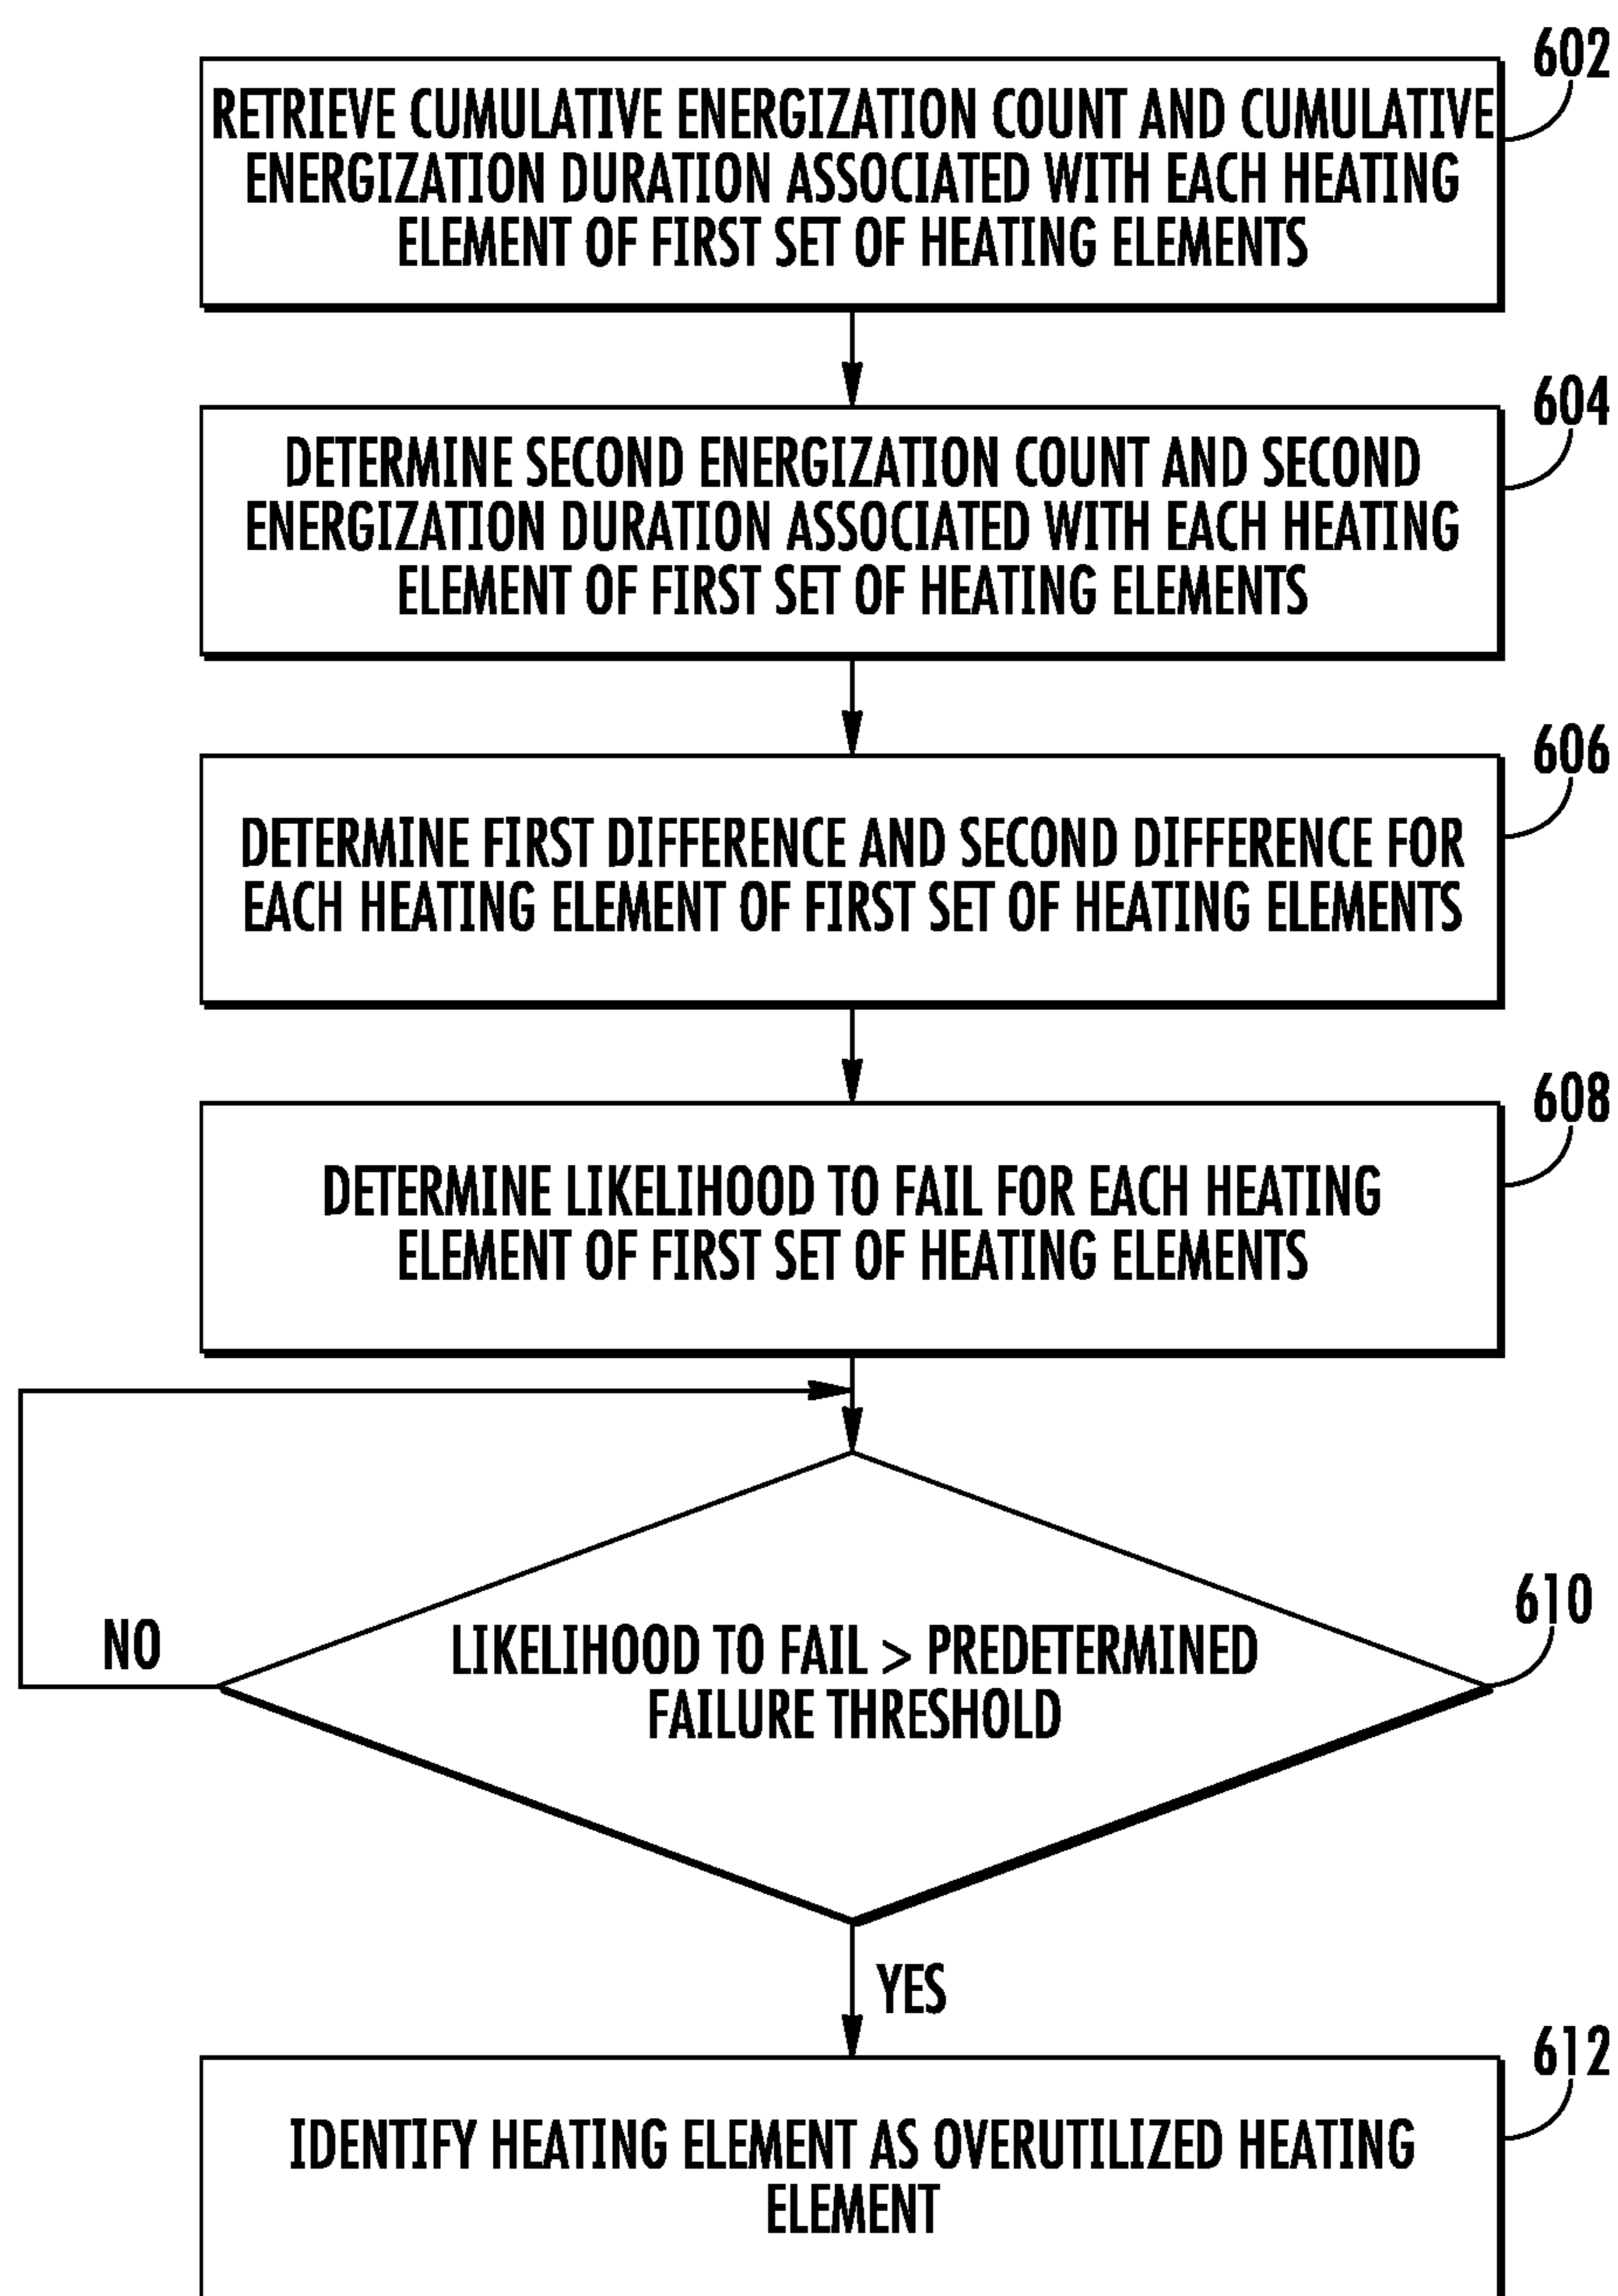 602
RETRIEVE CUMULATIVE ENERGIZATION COUNT AND CUMULATIVE
ENERGIZATION DURATION ASSOCIATED WITH EACH HEATING
ELEMENT OF FIRST SET OF HEATING ELEMENTS
604
DETERMINE SECOND ENERGIZATION COUNT AND SECOND
ENERGIZATION DURATION ASSOCIATED WITH EACH HEATING
ELEMENT OF FIRST SET OF HEATING ELEMENTS
606
DETERMINE FIRST DIFFERENCE AND SECOND DIFFERENCE FOR
EACH HEATING ELEMENT OF FIRST SET OF HEATING ELEMENTS
608
DETERMINE LIKELIHOOD TO FAIL FOR EACH HEATING
ELEMENT OF FIRST SET OF HEATING ELEMENTS
610
NO
LIKELIHOOD TO FAIL > PREDETERMINED
FAILURE THRESHOLD
YES
612
IDENTIFY HEATING ELEMENT AS OVERUTILIZED HEATING
ELEMENT